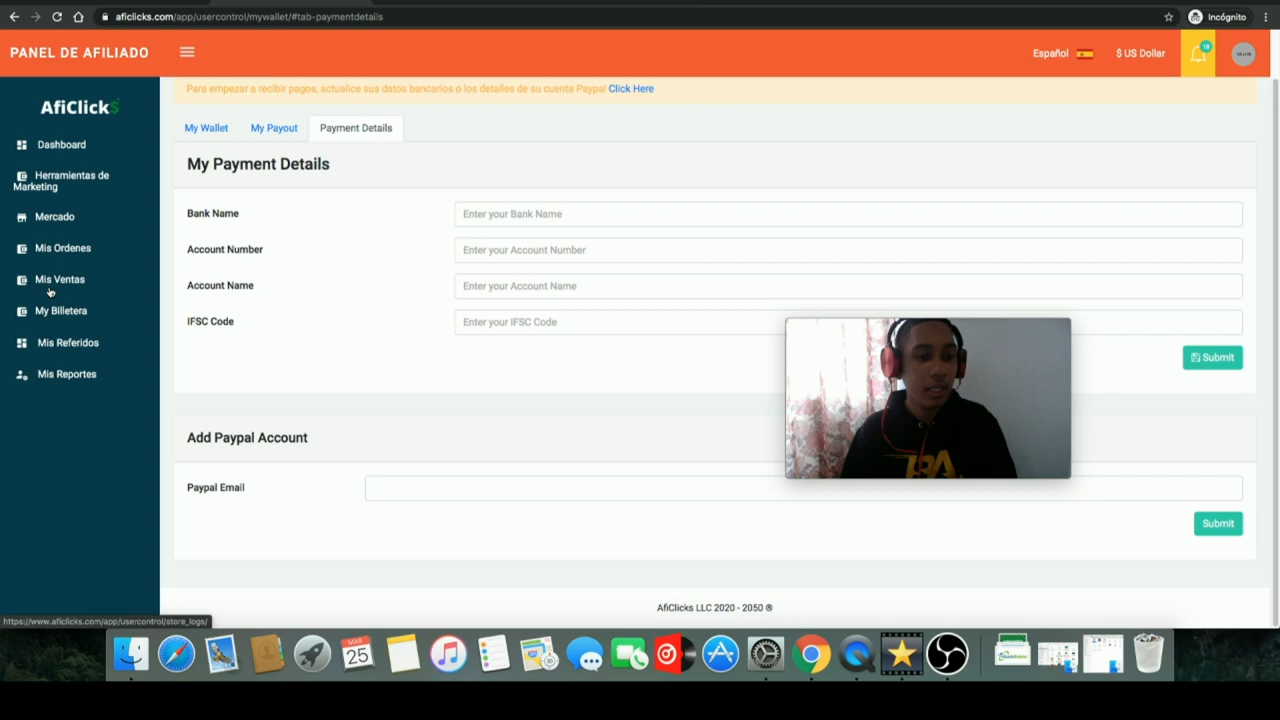 aficlicks.com/app/usercontrol/mywallet/#tab-paymentdetails
Incógnito
PANEL DE AFILIADO
Español
$ US Dollar
AfiClick$
Para empezar a recibir pagos, actualice sus datos bancarios o los detalles de su cuenta Paypal Click Here
Dashboard
Herramientas de
Marketing
Mercado
Mis Ordenes
Mis Ventas
My Billetera
Mis Referidos
Mis Reportes
My Wallet
My Payout
Payment Details
My Payment Details
Bank Name
Enter your Bank Name
Account Number
Enter your Account Number
Account Name
Enter your Account Name
IFSC Code
Enter your IFSC Code
Submit
Add Paypal Account
Paypal Email
Submit
AfiClicks LLC 2020 - 2050 ®
https://www.aficlicks.com/app/usercontrol/store_logs/
MAR
25